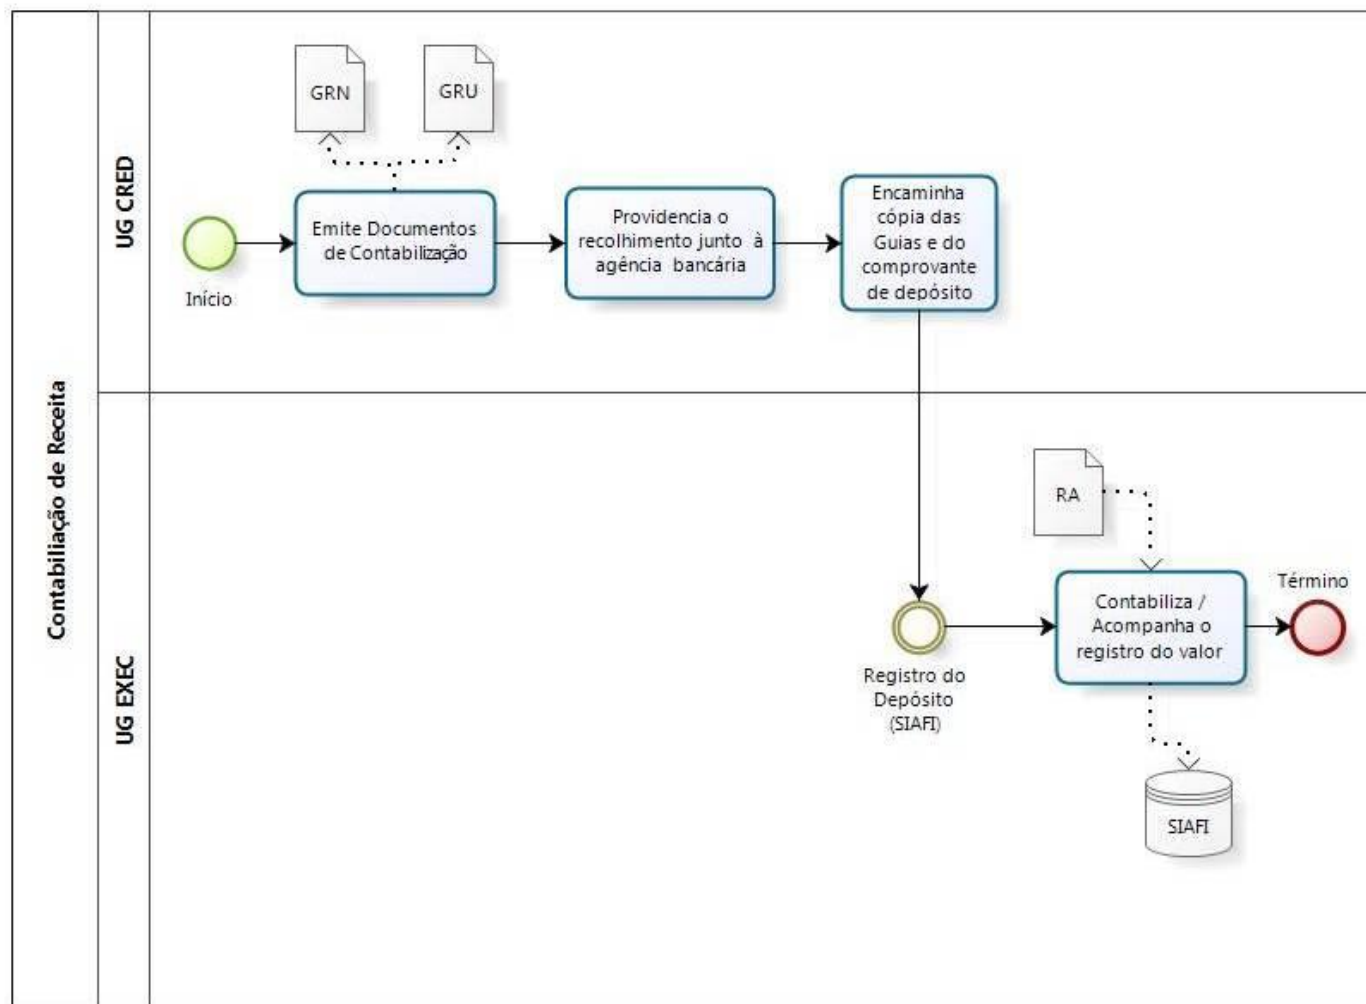 Contabiliação de Receita
UG CRED
GRN
GRU
Início
Emite Documentos
de Contabilização
Providencia o
recolhimento junto à
agência bancária
Encaminha
cópia das
Guias e do
comprovante
de depósito
UG EXEC
Registro do
Depósito
(SIAFI)
RA
Contabiliza /
Acompanha o
registro do valor
Término
SIAFI